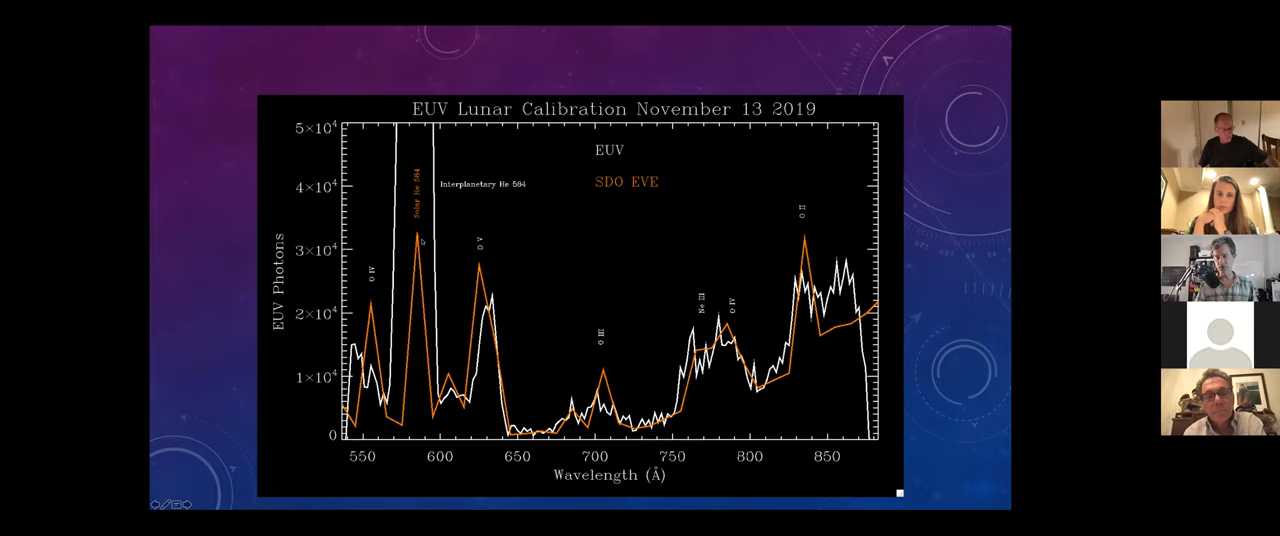 EUV Lunar Calibration November 13 2019
5×10⁴
4×10⁴
3×10⁴
2×10⁴
1×10⁴
0
EUV Photons
EUV
SDO EVE
Solar He 584
Interplanetary He 584
O IV
O V
O III
Ne III
O IV
O II
550 600 650 700 750 800 850
Wavelength (Å)